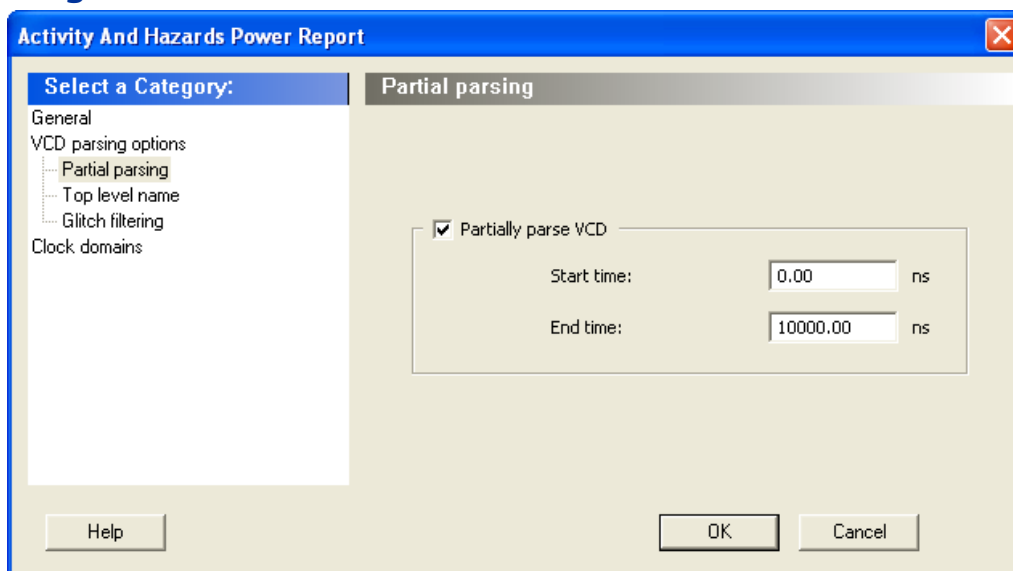 Activity And Hazards Power Report
Select a Category:
Partial parsing
General
VCD parsing options
Partial parsing
Top level name
Glitch filtering
Clock domains
Partially parse VCD
Start time: 0.00 ns
End time: 10000.00 ns
Help OK Cancel